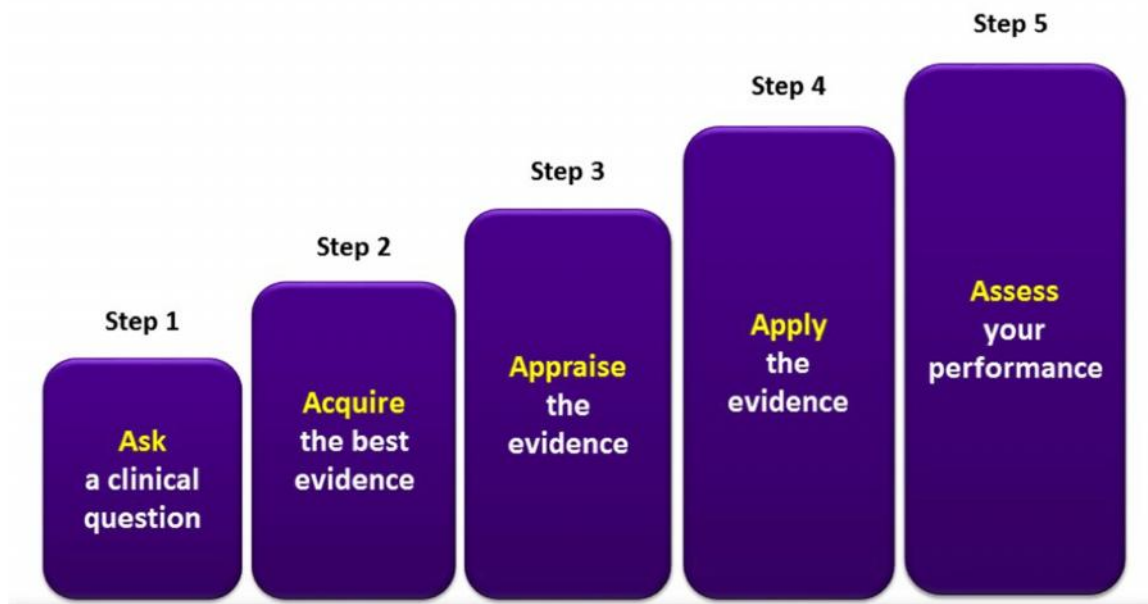 Step 1
Ask
a clinical
question
Step 2
Acquire
the best
evidence
Step 3
Appraise
the
evidence
Step 4
Apply
the
evidence
Step 5
Assess
your
performance